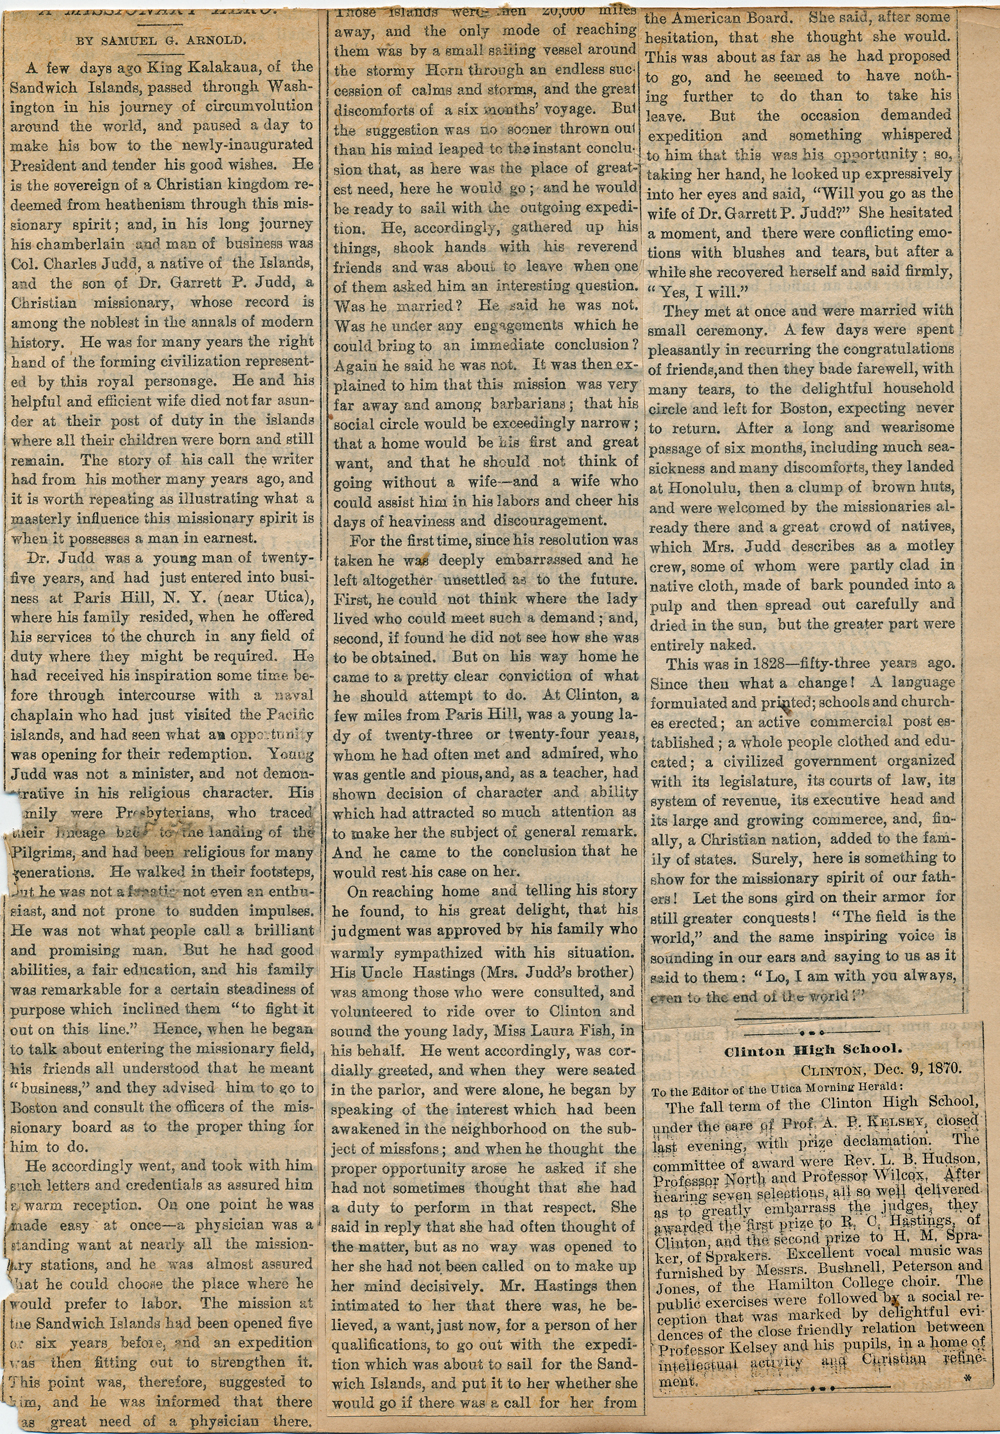 A MISSIONARY HERO.
BY SAMUEL G. ARNOLD.
A few days ago King Kalakaua, of the
Sandwich Islands, passed through Wash-
ington in his journey of circumvolution
around the world, and paused a day to
make his bow to the newly-inaugurated
President and tender his good wishes. He
is the sovereign of a Christian kingdom re-
deemed from heathenism through this mis-
sionary spirit; and, in his long journey
his chamberlain and man of business was
Col. Charles Judd, a native of the Islands,
and the son of Dr. Garrett P. Judd, a
Christian missionary, whose record is
among the noblest in the annals of modern
history. He was for many years the right
hand of the forming civilization represent-
ed by this royal personage. He and his
helpful and efficient wife died not far asun-
der at their post of duty in the islands
where all their children were born and still
remain. The story of his call the writer
had from his mother many years ago, and
it is worth repeating as illustrating what a
masterly influence this missionary spirit is
when it possesses a man in earnest.
Dr. Judd was a young man of twenty-
five years, and had just entered into busi-
ness at Paris Hill, N. Y. (near Utica),
where his family resided, when he offered
his services to the church in any field of
duty where they might be required. He
had received his inspiration some time be-
fore through intercourse with a naval
chaplain who had just visited the Pacific
islands, and had seen what an opportunity
was opening for their redemption. Young
Judd was not a minister, and not demon-
strative in his religious character. His
family were Presbyterians, who traced
their lineage back to the landing of the
Pilgrims, and had been religious for many
generations. He walked in their footsteps,
but he was not a fanatic not even an enthu-
siast, and not prone to sudden impulses.
He was not what people call a brilliant
and promising man. But he had good
abilities, a fair education, and his family
was remarkable for a certain steadiness of
purpose which inclined them "to fight it
out on this line." Hence, when he began
to talk about entering the missionary field,
his friends all understood that he meant
"business," and they advised him to go to
Boston and consult the officers of the mis-
sionary board as to the proper thing for
him to do.
He accordingly went, and took with him
such letters and credentials as assured him
a warm reception. On one point he was
made easy at once—a physician was a
standing want at nearly all the mission-
ary stations, and he was almost assured
that he could choose the place where he
would prefer to labor. The mission at
the Sandwich Islands had been opened five
or six years before, and an expedition
was then fitting out to strengthen it.
This point was, therefore, suggested to
him, and he was informed that there
was great need of a physician there.
Those islands were then 20,000 miles
away, and the only mode of reaching
them was by a small sailing vessel around
the stormy Horn through an endless suc-
cession of calms and storms, and the great
discomforts of a six months' voyage. But
the suggestion was no sooner thrown out
than his mind leaped to the instant conclu-
sion that, as here was the place of great-
est need, here he would go; and he would
be ready to sail with the outgoing expedi-
tion. He, accordingly, gathered up his
things, shook hands with his reverend
friends and was about to leave when one
of them asked him an interesting question.
Was he married? He said he was not.
Was he under any engagements which he
could bring to an immediate conclusion?
Again he said he was not. It was then ex-
plained to him that this mission was very
far away and among barbarians; that his
social circle would be exceedingly narrow;
that a home would be his first and great
want, and that he should not think of
going without a wife—and a wife who
could assist him in his labors and cheer his
days of heaviness and discouragement.
For the first time, since his resolution was
taken he was deeply embarrassed and he
left altogether unsettled as to the future.
First, he could not think where the lady
lived who could meet such a demand; and,
second, if found he did not see how she was
to be obtained. But on his way home he
came to a pretty clear conviction of what
he should attempt to do. At Clinton, a
few miles from Paris Hill, was a young la-
dy of twenty-three or twenty-four years,
whom he had often met and admired, who
was gentle and pious, and, as a teacher, had
shown decision of character and ability
which had attracted so much attention as
to make her the subject of general remark.
And he came to the conclusion that he
would rest his case on her.
On reaching home and telling his story
he found, to his great delight, that his
judgment was approved by his family who
warmly sympathized with his situation.
His Uncle Hastings (Mrs. Judd's brother)
was among those who were consulted, and
volunteered to ride over to Clinton and
sound the young lady, Miss Laura Fish, in
his behalf. He went accordingly, was cor-
dially greeted, and when they were seated
in the parlor, and were alone, he began by
speaking of the interest which had been
awakened in the neighborhood on the sub-
ject of missfons; and when he thought the
proper opportunity arose he asked if she
had not sometimes thought that she had
a duty to perform in that respect. She
said in reply that she had often thought of
the matter, but as no way was opened to
her she had not been called on to make up
her mind decisively. Mr. Hastings then
intimated to her that there was, he be-
lieved, a want, just now, for a person of her
qualifications, to go out with the expedi-
tion which was about to sail for the Sand-
wich Islands, and put it to her whether she
would go if there was a call for her from
the American Board. She said, after some
hesitation, that she thought she would.
This was about as far as he had proposed
to go, and he seemed to have noth-
ing further to do than to take his
leave. But the occasion demanded
expedition and something whispered
to him that this was his opportunity; so,
taking her hand, he looked up expressively
into her eyes and said, "Will you go as the
wife of Dr. Garrett P. Judd?" She hesitated
a moment, and there were conflicting emo-
tions with blushes and tears, but after a
while she recovered herself and said firmly,
"Yes, I will."
They met at once and were married with
small ceremony. A few days were spent
pleasantly in recurring the congratulations
of friends, and then they bade farewell, with
many tears, to the delightful household
circle and left for Boston, expecting never
to return. After a long and wearisome
passage of six months, including much sea-
sickness and many discomforts, they landed
at Honolulu, then a clump of brown huts,
and were welcomed by the missionaries al-
ready there and a great crowd of natives,
which Mrs. Judd describes as a motley
crew, some of whom were partly clad in
native cloth, made of bark pounded into a
pulp and then spread out carefully and
dried in the sun, but the greater part were
entirely naked.
This was in 1828—fifty-three years ago.
Since then what a change! A language
formulated and printed; schools and church-
es erected; an active commercial post es-
tablished; a whole people clothed and edu-
cated; a civilized government organized
with its legislature, its courts of law, its
system of revenue, its executive head and
its large and growing commerce, and, fin-
ally, a Christian nation, added to the fam-
ily of states. Surely, here is something to
show for the missionary spirit of our fath-
ers! Let the sons gird on their armor for
still greater conquests! "The field is the
world," and the same inspiring voice is
sounding in our ears and saying to us as it
said to them: "Lo, I am with you always,
even to the end of the world!"
Clinton High School.
CLINTON, Dec. 9, 1870.
To the Editor of the Utica Morning Herald:
The fall term of the Clinton High School,
under the care of Prof. A. P. KELSEY, closed
last evening, with prize declamation. The
committee of award were Rev. L. B. Hudson,
Professor North and Professor Wilcox. After
hearing seven selections, all so well delivered
as to greatly embarrass the judges, they
awarded the first prize to R. C. Hastings, of
Clinton, and the second prize to H. M. Spra-
ker, of Sprakers. Excellent vocal music was
furnished by Messrs. Bushnell, Peterson and
Jones, of the Hamilton College choir. The
public exercises were followed by a social re-
ception that was marked by delightful evi-
dences of the close friendly relation between
Professor Kelsey and his pupils, in a home of
intellectual activity and Christian refine-
ment. *